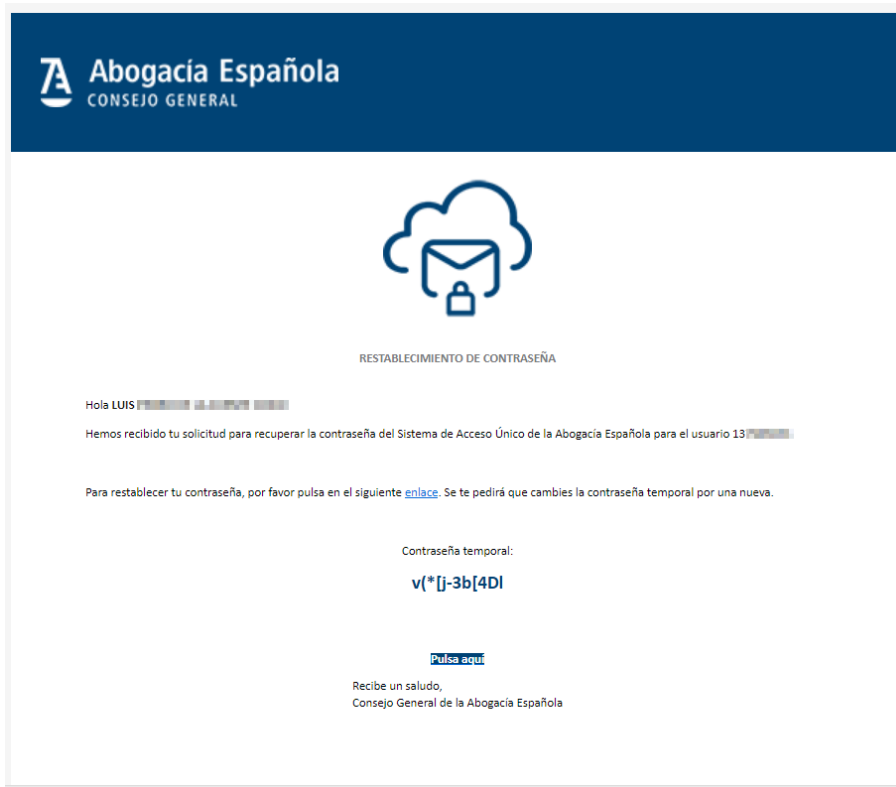 Abogacía Española
CONSEJO GENERAL
RESTABLECIMIENTO DE CONTRASEÑA
Hola LUIS
Hemos recibido tu solicitud para recuperar la contraseña del Sistema de Acceso Único de la Abogacía Española para el usuario 13
Para restablecer tu contraseña, por favor pulsa en el siguiente enlace. Se te pedirá que cambies la contraseña temporal por una nueva.
Contraseña temporal:
v(*[j-3b[4Dl
Pulsa aquí
Recibe un saludo,
Consejo General de la Abogacía Española